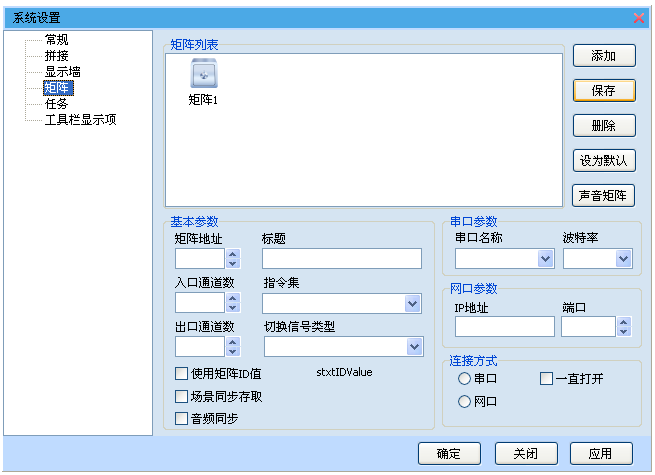 系统设置
常规
拼接
显示墙
矩阵
任务
工具栏显示项
矩阵列表
矩阵1
添加
保存
删除
设为默认
声音矩阵
基本参数
矩阵地址 标题
入口通道数 指令集
出口通道数 切换信号类型
使用矩阵ID值 stxtIDValue
场景同步存取
音频同步
串口参数
串口名称 波特率
网口参数
IP地址 端口
连接方式
串口 一直打开
网口
确定 关闭 应用